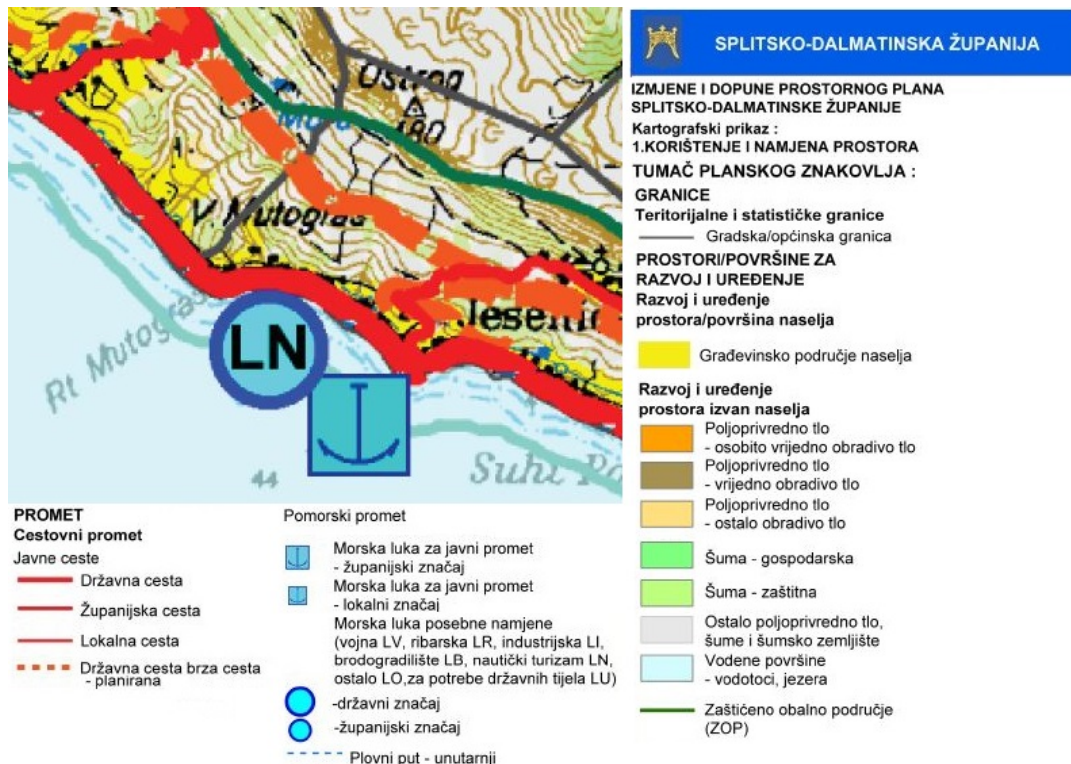 Ostrog
180
V. Mutogras
Rt Mutogras
LN
44
SPLITSKO-DALMATINSKA ŽUPANIJA
IZMJENE I DOPUNE PROSTORNOG PLANA
SPLITSKO-DALMATINSKE ŽUPANIJE
Kartografski prikaz :
1.KORIŠTENJE I NAMJENA PROSTORA
TUMAČ PLANSKOG ZNAKOVLJA :
GRANICE
Teritorijalne i statističke granice
Gradska/općinska granica
PROSTORI/POVRŠINE ZA
RAZVOJ I UREĐENJE
Razvoj i uređenje
prostora/površina naselja
Građevinsko područje naselja
Razvoj i uređenje
prostora izvan naselja
Poljoprivredno tlo
- osobito vrijedno obradivo tlo
Poljoprivredno tlo
- vrijedno obradivo tlo
Poljoprivredno tlo
- ostalo obradivo tlo
Šuma - gospodarska
Šuma - zaštitna
Ostalo poljoprivredno tlo,
šume i šumsko zemljište
Vodene površine
- vodotoci, jezera
Zaštićeno obalno područje
(ZOP)
PROMET
Cestovni promet
Javne ceste
Državna cesta
Županijska cesta
Lokalna cesta
Državna cesta brza cesta
- planirana
Pomorski promet
Morska luka za javni promet
- županijski značaj
Morska luka za javni promet
- lokalni značaj
Morska luka posebne namjene
(vojna LV, ribarska LR, industrijska LI,
brodogradilište LB, nautički turizam LN,
ostalo LO,za potrebe državnih tijela LU)
-državni značaj
-županijski značaj
Plovni put - unutarnji